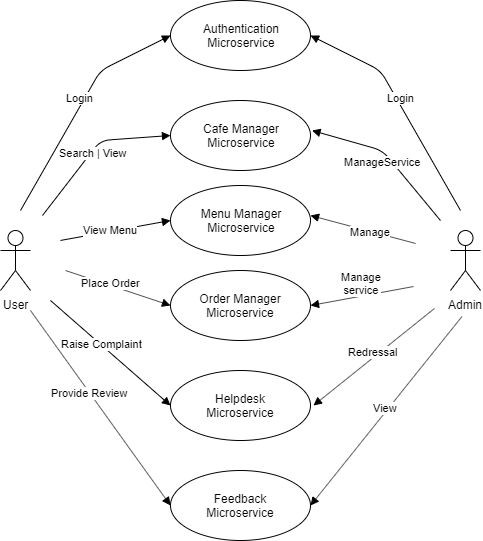 Authentication
Microservice
Login
Login
Cafe Manager
Microservice
Search | View
ManageService
Menu Manager
Microservice
View Menu
Manage
Place Order
Manage
service
Order Manager
Microservice
User
Admin
Raise Complaint
Redressal
Helpdesk
Microservice
Provide Review
View
Feedback
Microservice